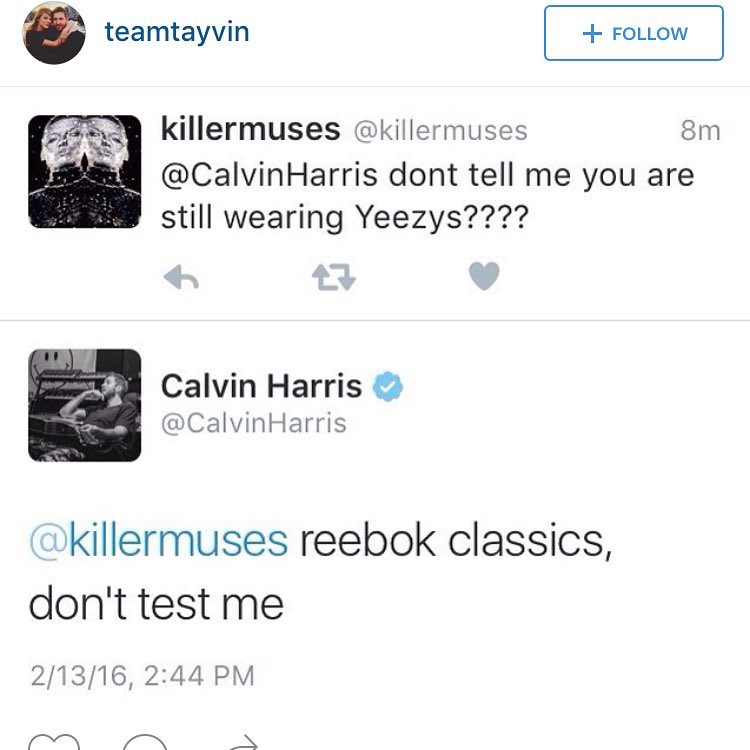 teamtayvin
+ FOLLOW
killermuses @killermuses 8m
@CalvinHarris dont tell me you are
still wearing Yeezys????
Calvin Harris
@CalvinHarris
@killermuses reebok classics,
don't test me
2/13/16, 2:44 PM